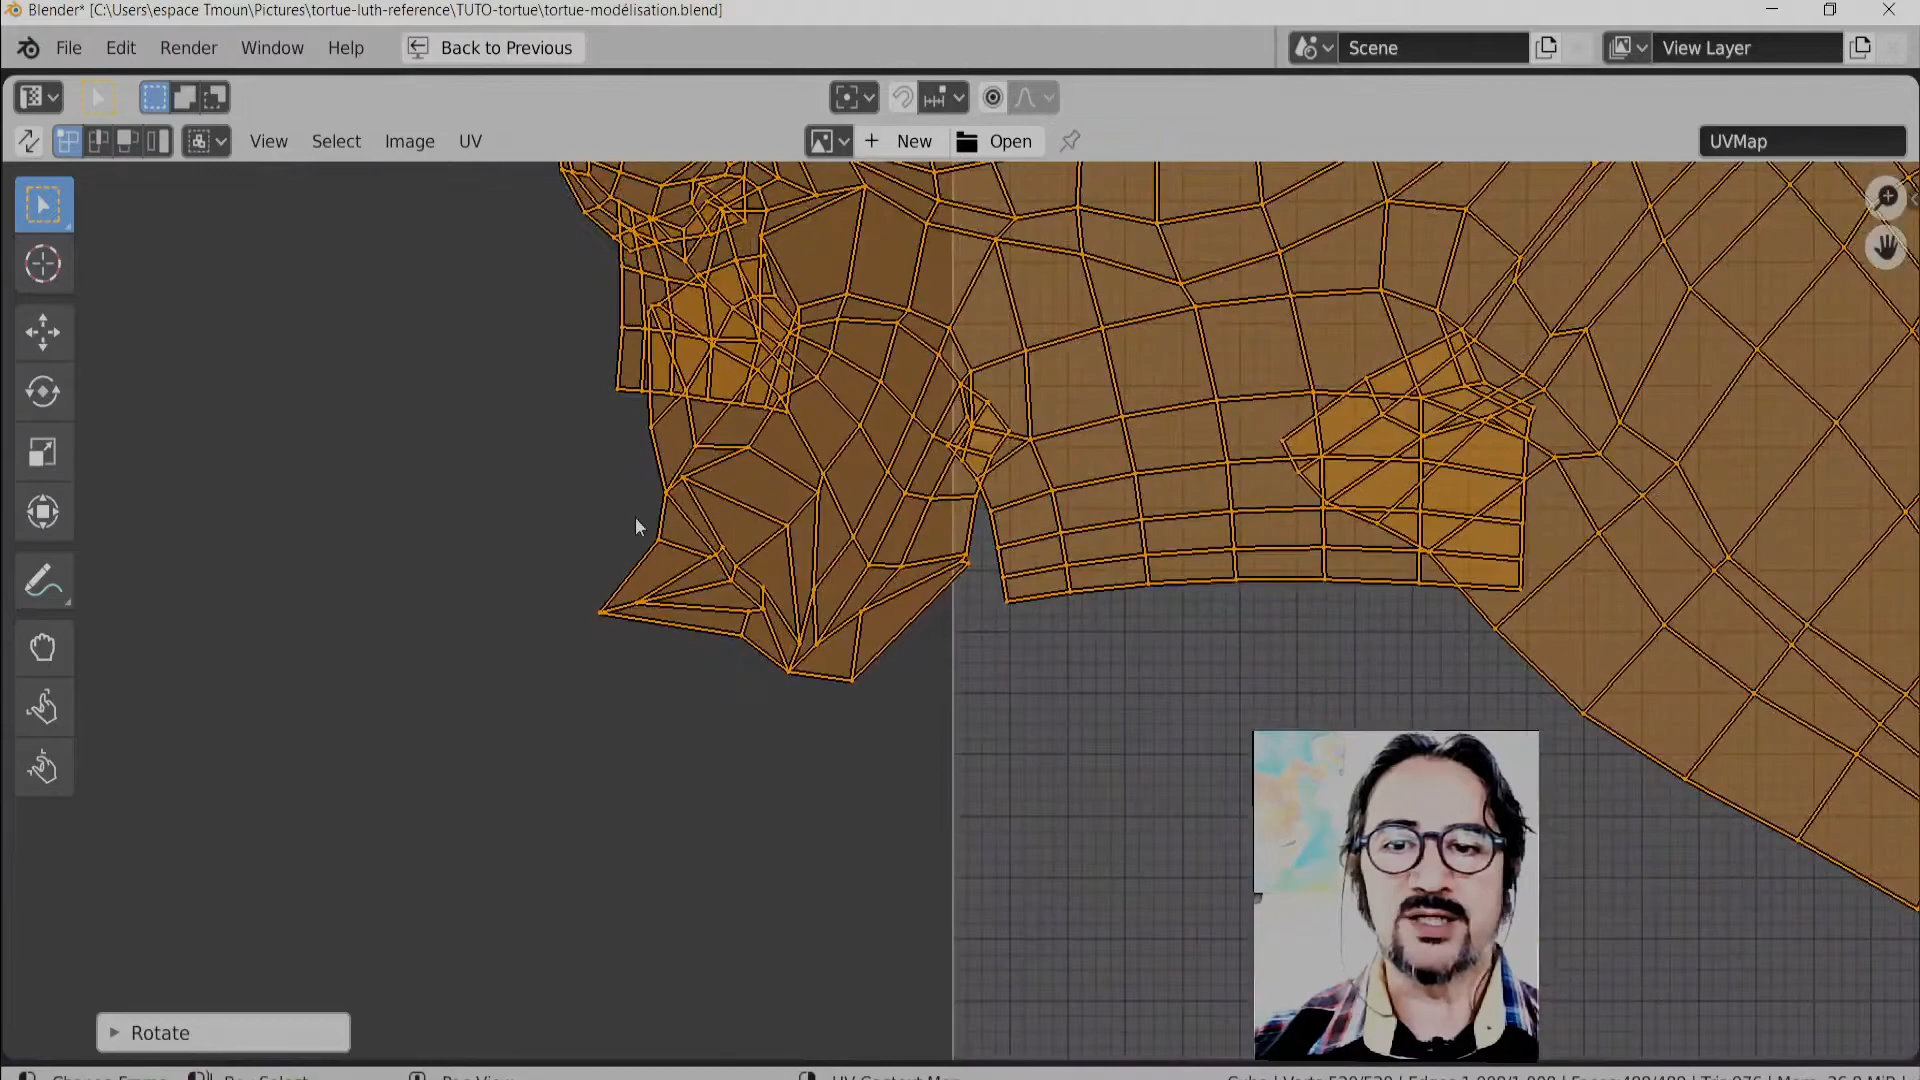 Blender* [C:\Users\espace Tmoun\Pictures\tortue-luth-reference\TUTO-tortue\tortue-modélisation.blend]
File Edit Render Window Help Back to Previous Scene View Layer
View Select Image UV New Open UVMap
Rotate